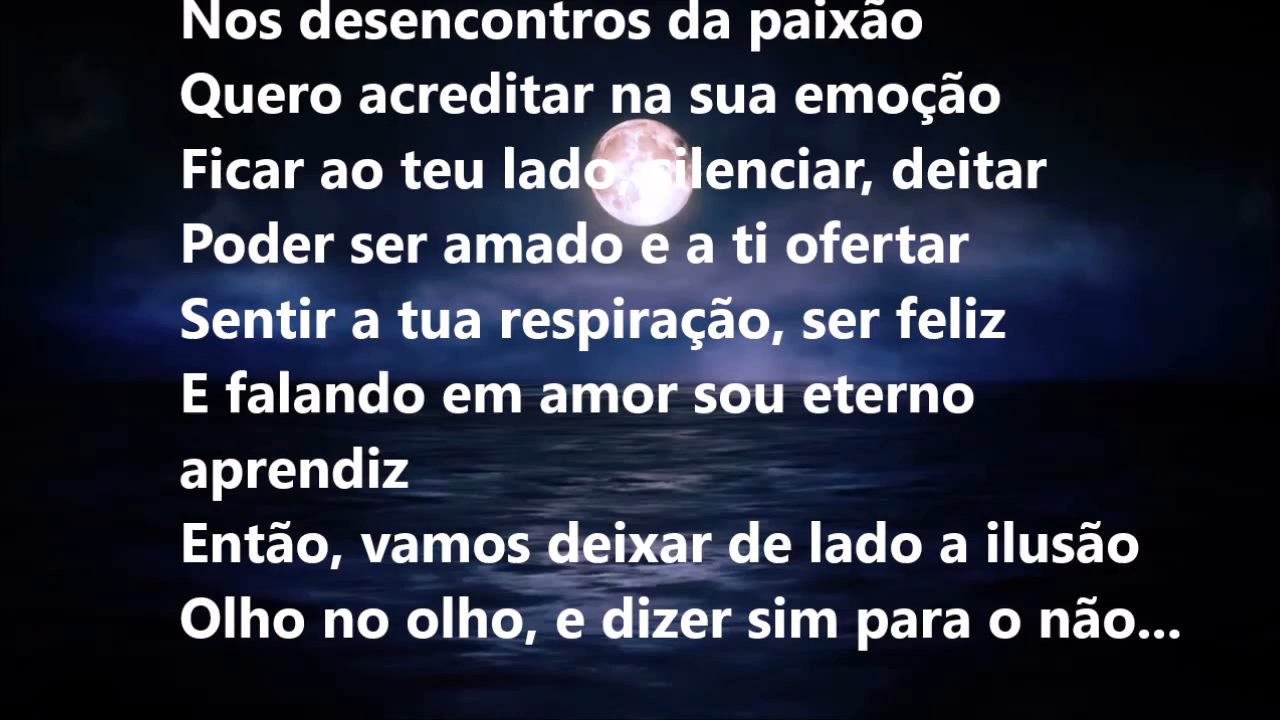 Nos desencontros da paixão
Quero acreditar na sua emoção
Ficar ao teu lado, silenciar, deitar
Poder ser amado e a ti ofertar
Sentir a tua respiração, ser feliz
E falando em amor sou eterno
aprendiz
Então, vamos deixar de lado a ilusão
Olho no olho, e dizer sim para o não...